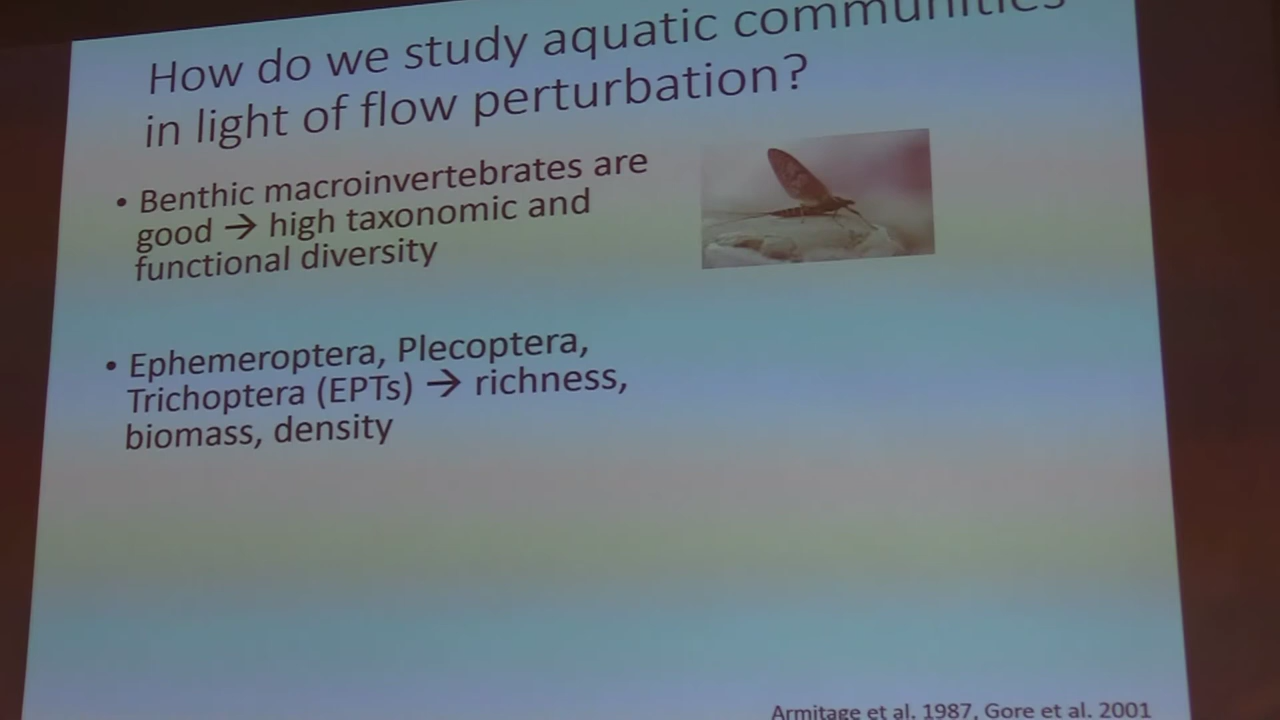 How do we study aquatic communities
in light of flow perturbation?
• Benthic macroinvertebrates are
good → high taxonomic and
functional diversity
• Ephemeroptera, Plecoptera,
Trichoptera (EPTs) → richness,
biomass, density
Armitage et al. 1987, Gore et al. 2001